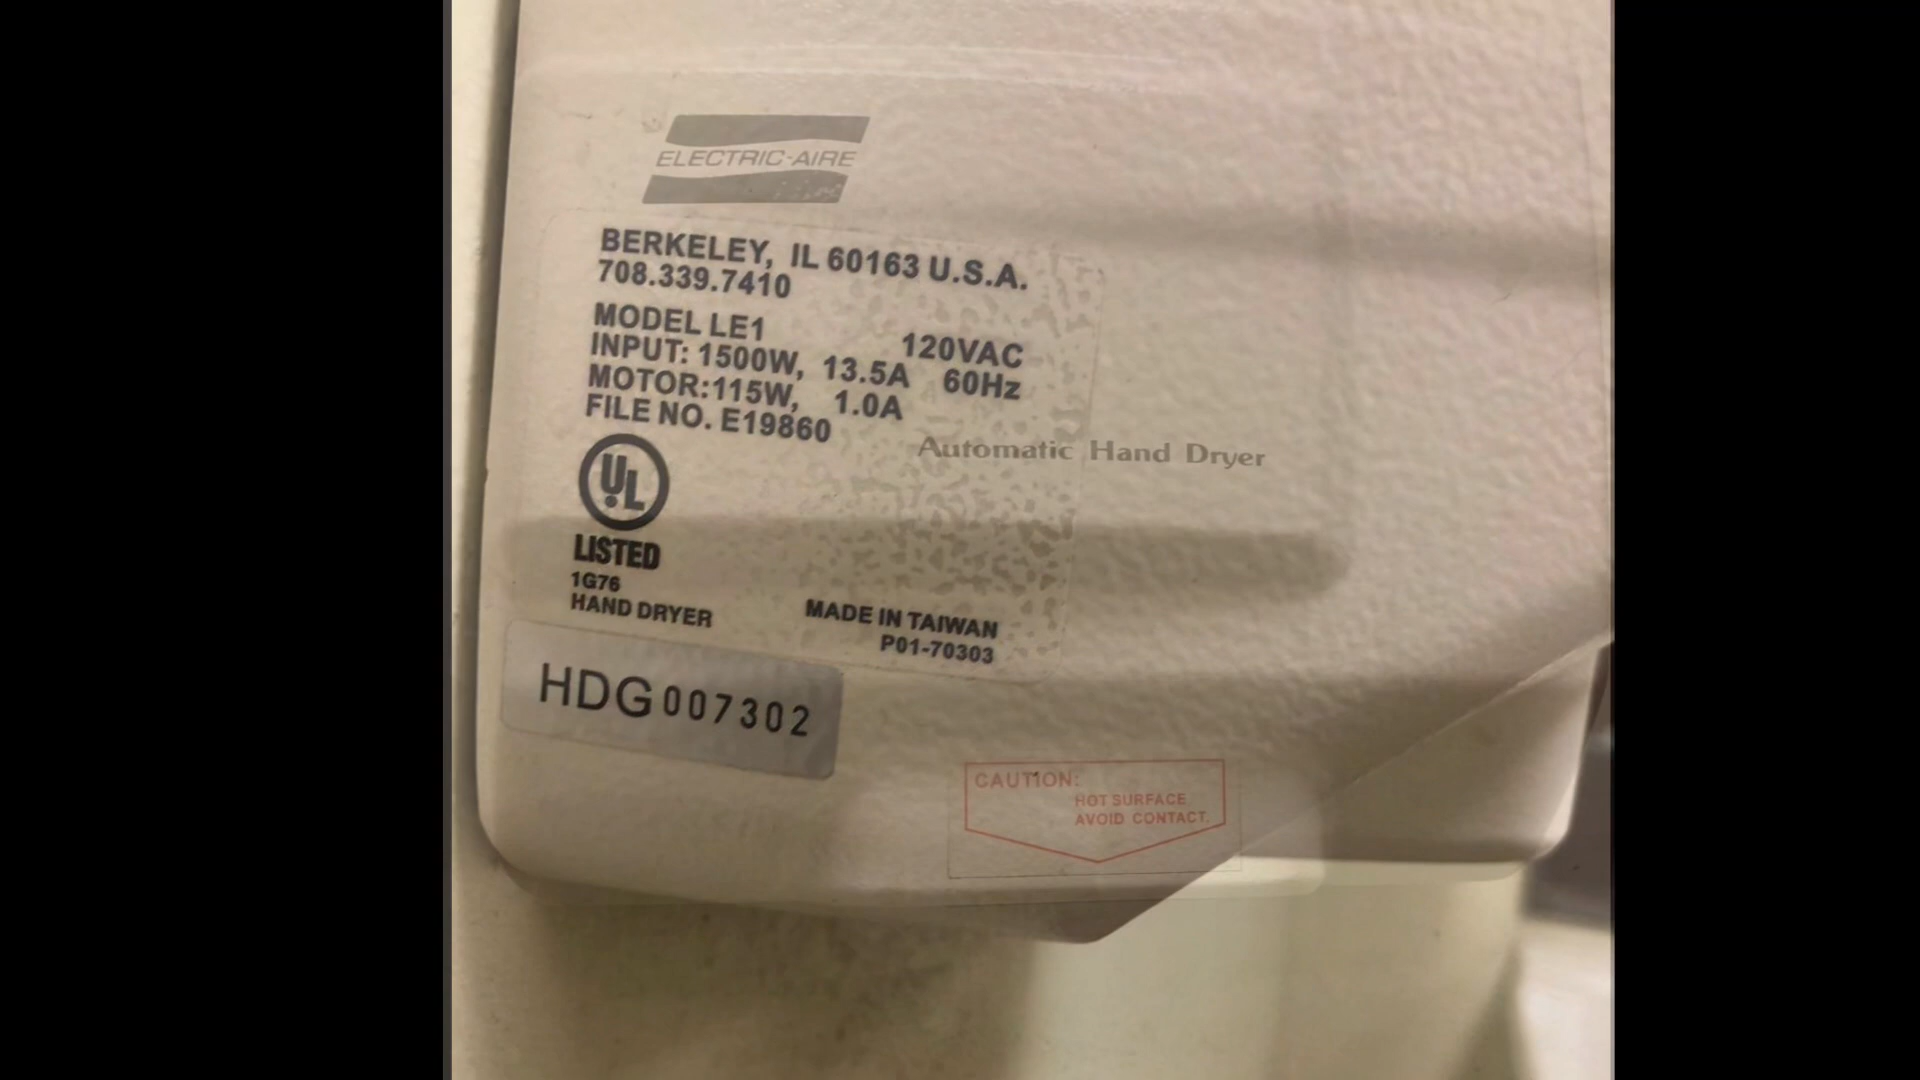 ELECTRIC-AIRE
BERKELEY, IL 60163 U.S.A.
708.339.7410
MODEL LE1 120VAC
INPUT: 1500W, 13.5A 60Hz
MOTOR:115W, 1.0A
FILE NO. E19860
Automatic Hand Dryer
UL
LISTED
1G76
HAND DRYER
MADE IN TAIWAN
P01-70303
HDG007302
CAUTION:
HOT SURFACE
AVOID CONTACT.